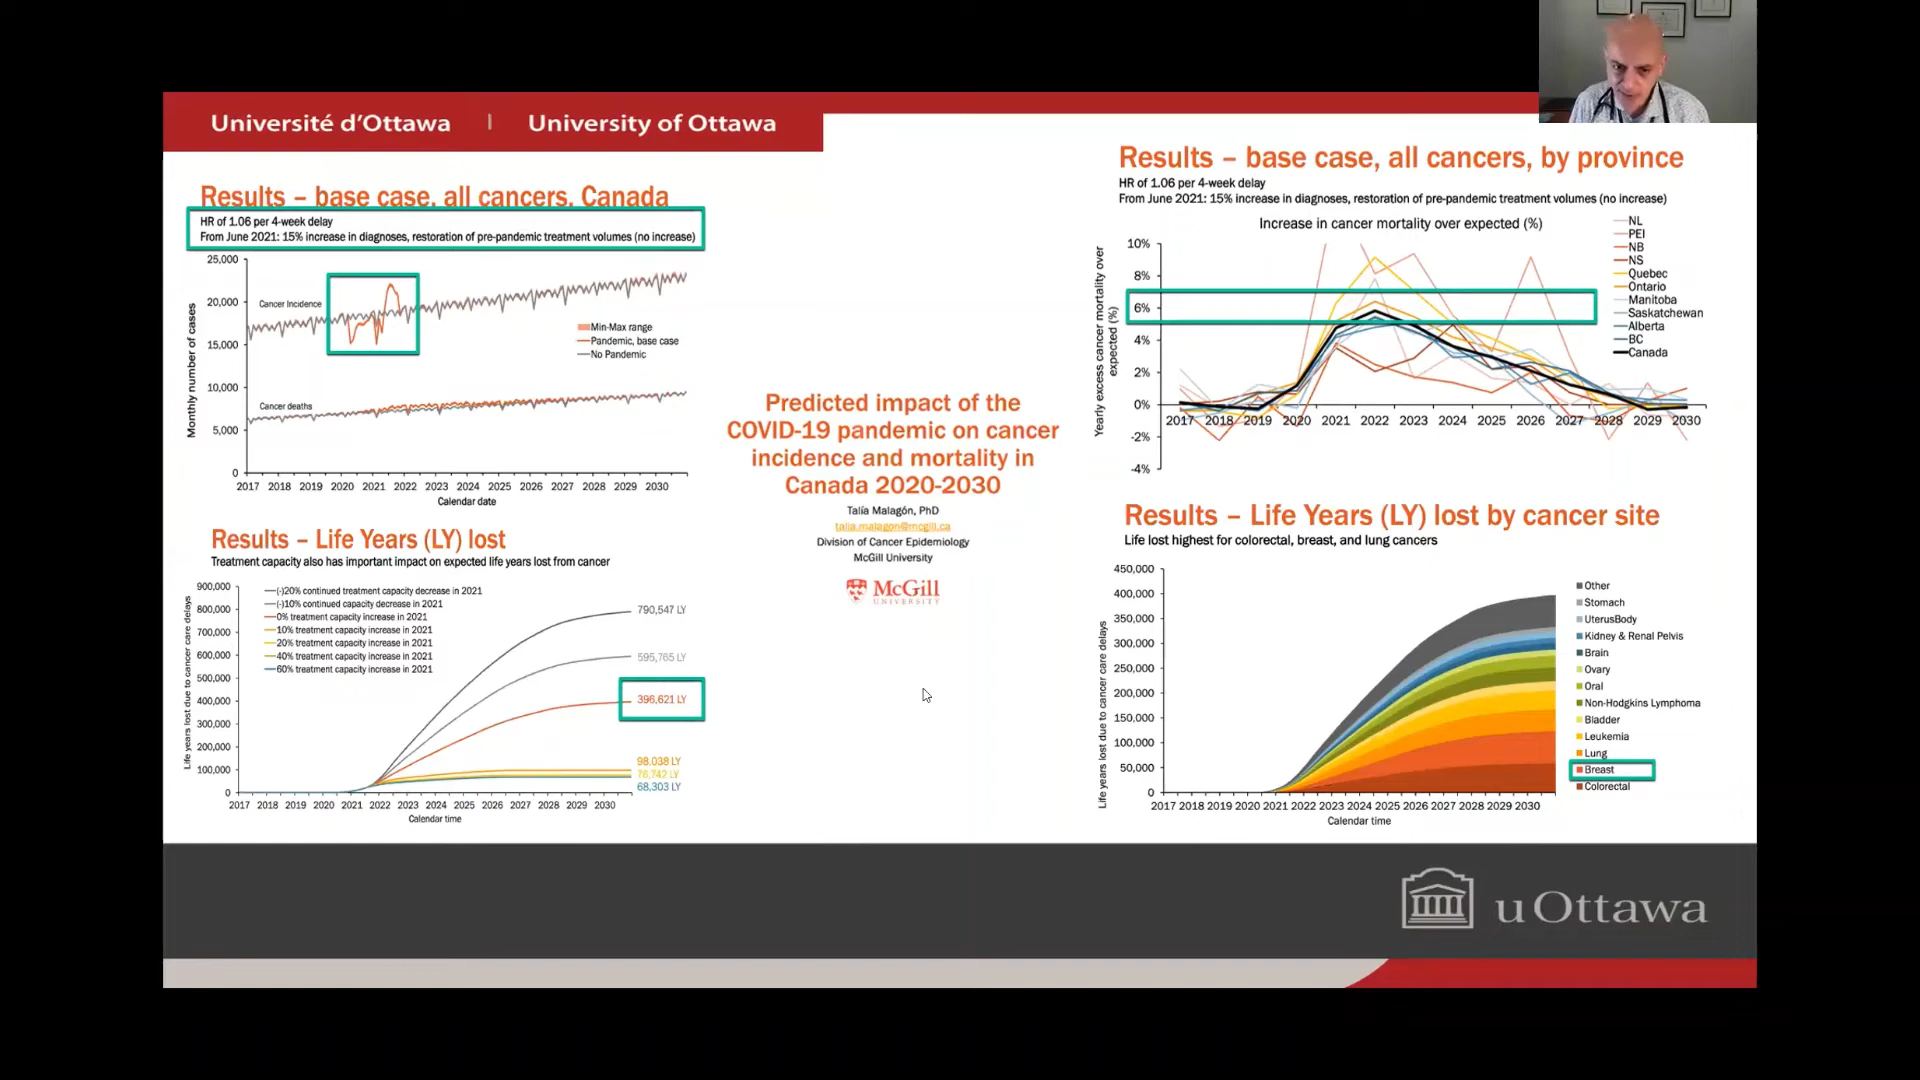 Université d'Ottawa | University of Ottawa
Results – base case, all cancers, Canada
HR of 1.06 per 4-week delay
From June 2021: 15% increase in diagnoses, restoration of pre-pandemic treatment volumes (no increase)
Monthly number of cases
25,000
20,000
15,000
10,000
5,000
0
Cancer Incidence
Cancer deaths
Min-Max range
Pandemic, base case
No Pandemic
2017 2018 2019 2020 2021 2022 2023 2024 2025 2026 2027 2028 2029 2030
Calendar date
Results – Life Years (LY) lost
Treatment capacity also has important impact on expected life years lost from cancer
Life years lost due to cancer care delays
900,000
800,000
700,000
600,000
500,000
400,000
300,000
200,000
100,000
0
(-)20% continued treatment capacity decrease in 2021
(-)10% continued capacity decrease in 2021
0% treatment capacity increase in 2021
10% treatment capacity increase in 2021
20% treatment capacity increase in 2021
40% treatment capacity increase in 2021
60% treatment capacity increase in 2021
790,547 LY
595,765 LY
396,621 LY
98,038 LY
76,742 LY
68,303 LY
2017 2018 2019 2020 2021 2022 2023 2024 2025 2026 2027 2028 2029 2030
Calendar time
Predicted impact of the
COVID-19 pandemic on cancer
incidence and mortality in
Canada 2020-2030
Talía Malagón, PhD
talia.malagon@mcgill.ca
Division of Cancer Epidemiology
McGill University
McGill
UNIVERSITY
Results – base case, all cancers, by province
HR of 1.06 per 4-week delay
From June 2021: 15% increase in diagnoses, restoration of pre-pandemic treatment volumes (no increase)
Increase in cancer mortality over expected (%)
Yearly excess cancer mortality over
expected (%)
10%
8%
6%
4%
2%
0%
-2%
-4%
2017 2018 2019 2020 2021 2022 2023 2024 2025 2026 2027 2028 2029 2030
NL
PEI
NB
NS
Quebec
Ontario
Manitoba
Saskatchewan
Alberta
BC
Canada
Results – Life Years (LY) lost by cancer site
Life lost highest for colorectal, breast, and lung cancers
Life years lost due to cancer care delays
450,000
400,000
350,000
300,000
250,000
200,000
150,000
100,000
50,000
0
2017 2018 2019 2020 2021 2022 2023 2024 2025 2026 2027 2028 2029 2030
Calendar time
Other
Stomach
UterusBody
Kidney & Renal Pelvis
Brain
Ovary
Oral
Non-Hodgkins Lymphoma
Bladder
Leukemia
Lung
Breast
Colorectal
uOttawa